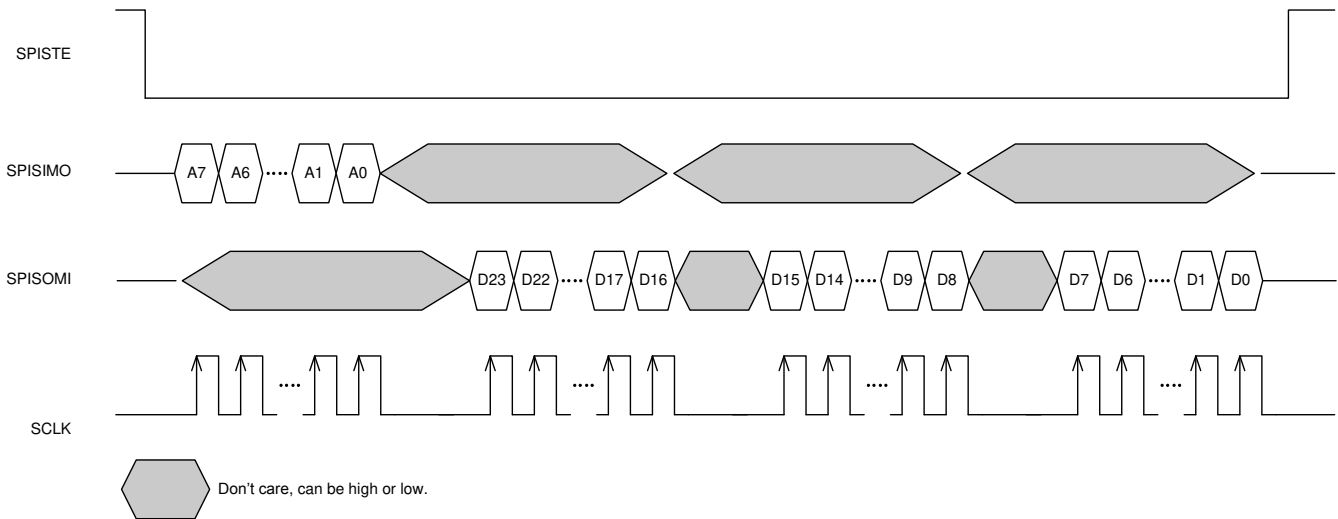 SPISTE
SPISIMO
A7 A6 .... A1 A0
SPISOMI
D23 D22 .... D17 D16 D15 D14 .... D9 D8 D7 D6 .... D1 D0
.... .... .... ....
SCLK
Don't care, can be high or low.